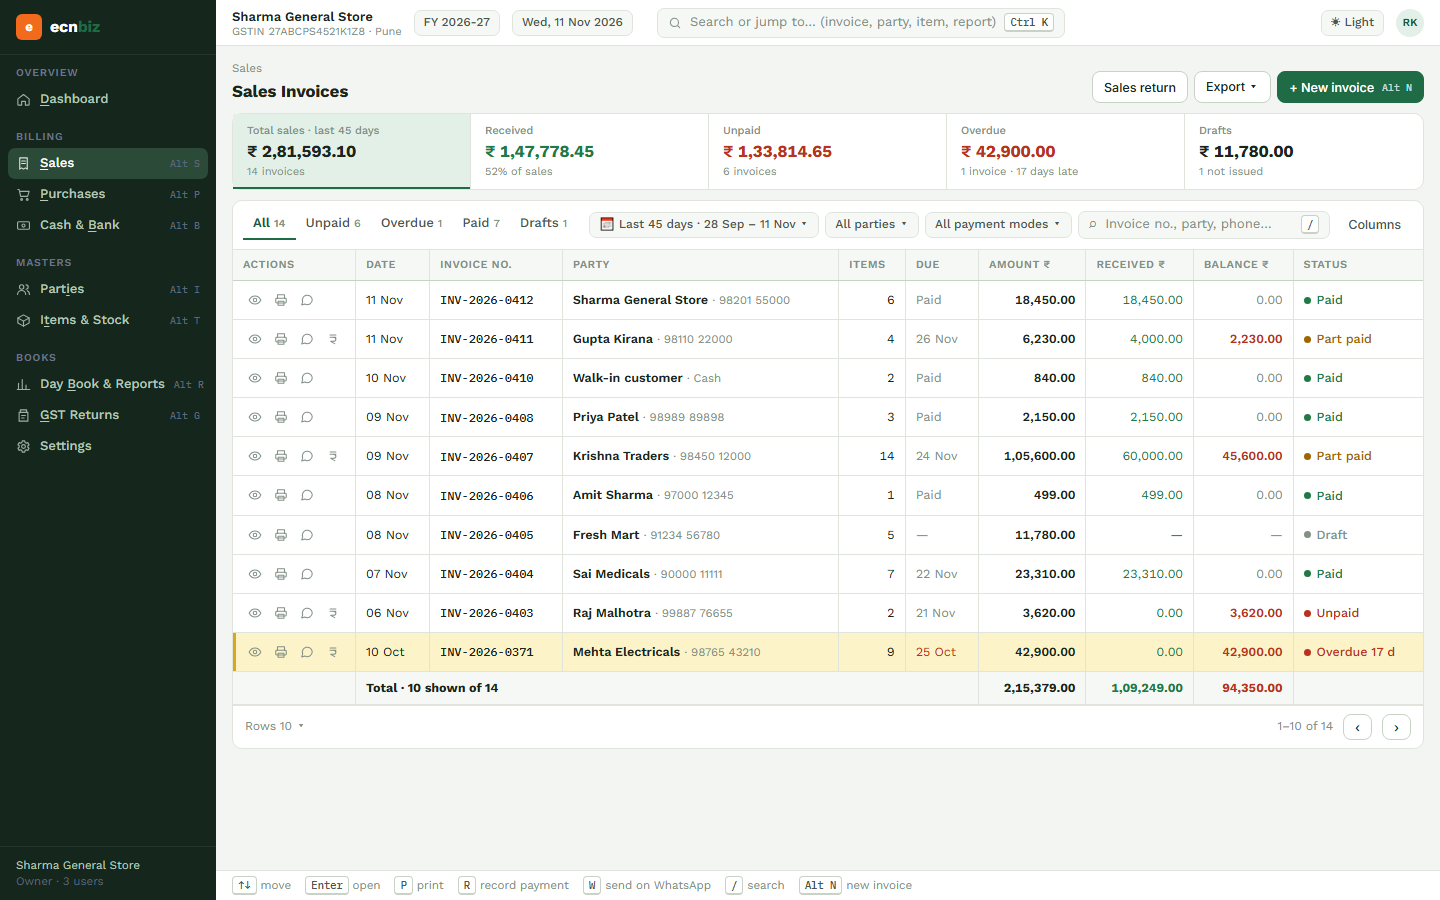 e ecnbiz
OVERVIEW
Dashboard
BILLING
Sales Alt S
Purchases Alt P
Cash & Bank Alt B
MASTERS
Parties Alt I
Items & Stock Alt T
BOOKS
Day Book & Reports Alt R
GST Returns Alt G
Settings
Sharma General Store
Owner · 3 users
Sharma General Store
GSTIN 27ABCPS4521K1Z8 · Pune
FY 2026-27
Wed, 11 Nov 2026
Search or jump to... (invoice, party, item, report) Ctrl K
☀ Light
RK
Sales
Sales Invoices
Sales return
Export ▾
+ New invoice Alt N
Total sales · last 45 days
₹ 2,81,593.10
14 invoices
Received
₹ 1,47,778.45
52% of sales
Unpaid
₹ 1,33,814.65
6 invoices
Overdue
₹ 42,900.00
1 invoice · 17 days late
Drafts
₹ 11,780.00
1 not issued
All 14 Unpaid 6 Overdue 1 Paid 7 Drafts 1
Last 45 days · 28 Sep – 11 Nov ▾
All parties ▾
All payment modes ▾
Invoice no., party, phone... /
Columns
ACTIONS DATE INVOICE NO. PARTY ITEMS DUE AMOUNT ₹ RECEIVED ₹ BALANCE ₹ STATUS
11 Nov INV-2026-0412 Sharma General Store · 98201 55000 6 Paid 18,450.00 18,450.00 0.00 Paid
₹ 11 Nov INV-2026-0411 Gupta Kirana · 98110 22000 4 26 Nov 6,230.00 4,000.00 2,230.00 Part paid
10 Nov INV-2026-0410 Walk-in customer · Cash 2 Paid 840.00 840.00 0.00 Paid
09 Nov INV-2026-0408 Priya Patel · 98989 89898 3 Paid 2,150.00 2,150.00 0.00 Paid
₹ 09 Nov INV-2026-0407 Krishna Traders · 98450 12000 14 24 Nov 1,05,600.00 60,000.00 45,600.00 Part paid
08 Nov INV-2026-0406 Amit Sharma · 97000 12345 1 Paid 499.00 499.00 0.00 Paid
08 Nov INV-2026-0405 Fresh Mart · 91234 56780 5 — 11,780.00 — — Draft
07 Nov INV-2026-0404 Sai Medicals · 90000 11111 7 22 Nov 23,310.00 23,310.00 0.00 Paid
₹ 06 Nov INV-2026-0403 Raj Malhotra · 99887 76655 2 21 Nov 3,620.00 0.00 3,620.00 Unpaid
₹ 10 Oct INV-2026-0371 Mehta Electricals · 98765 43210 9 25 Oct 42,900.00 0.00 42,900.00 Overdue 17 d
Total · 10 shown of 14 2,15,379.00 1,09,249.00 94,350.00
Rows 10 ▾
1–10 of 14 ‹ ›
↑↓ move Enter open P print R record payment W send on WhatsApp / search Alt N new invoice